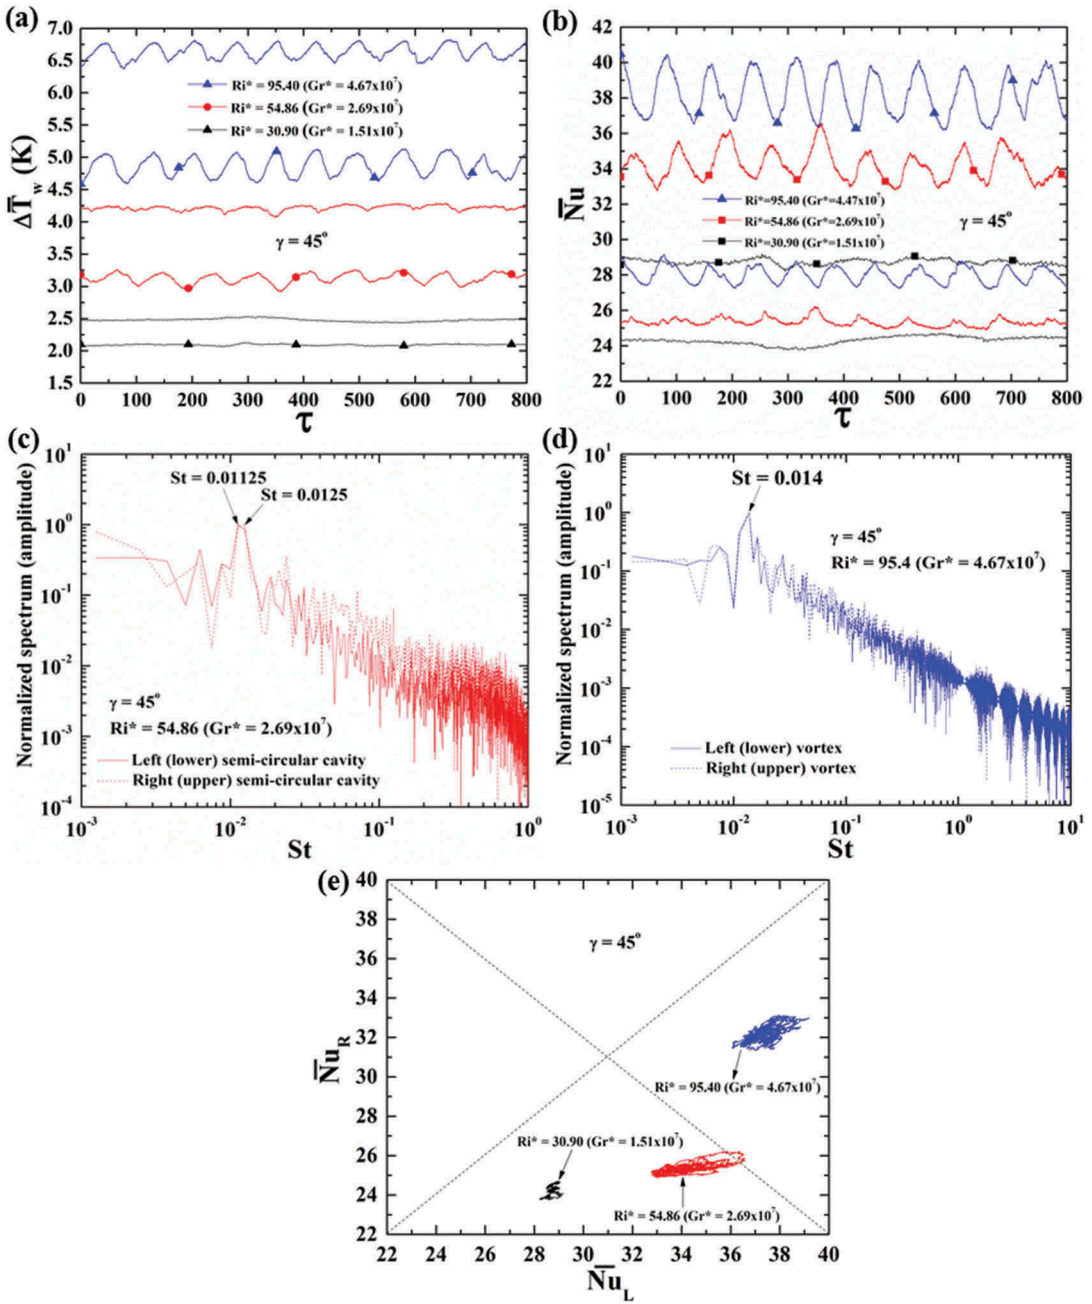 (a)
7.0
6.5
6.0
5.5
5.0
4.5
4.0
3.5
3.0
2.5
2.0
1.5
ΔT̅w (K)
Ri* = 95.40 (Gr* = 4.67x10⁷)
Ri* = 54.86 (Gr* = 2.69x10⁷)
Ri* = 30.90 (Gr* = 1.51x10⁷)
γ = 45°
0 100 200 300 400 500 600 700 800
τ
(b)
42
40
38
36
34
32
30
28
26
24
22
N̅u
Ri*=95.40 (Gr*=4.47x10⁷)
Ri*=54.86 (Gr*=2.69x10⁷)
Ri*=30.90 (Gr*=1.51x10⁷)
γ = 45°
0 100 200 300 400 500 600 700 800
τ
(c)
10¹
10⁰
10⁻¹
10⁻²
10⁻³
10⁻⁴
Normalized spectrum (amplitude)
St = 0.01125
St = 0.0125
γ = 45°
Ri* = 54.86 (Gr* = 2.69x10⁷)
Left (lower) semi-circular cavity
Right (upper) semi-circular cavity
10⁻³ 10⁻² 10⁻¹ 10⁰
St
(d)
10¹
10⁰
10⁻¹
10⁻²
10⁻³
10⁻⁴
10⁻⁵
Normalized spectrum (amplitude)
St = 0.014
γ = 45°
Ri* = 95.4 (Gr* = 4.67x10⁷)
Left (lower) vortex
Right (upper) vortex
10⁻³ 10⁻² 10⁻¹ 10⁰ 10¹
St
(e)
40
38
36
34
32
30
28
26
24
22
N̅uR
γ = 45°
Ri* = 95.40 (Gr* = 4.67x10⁷)
Ri* = 30.90 (Gr* = 1.51x10⁷)
Ri* = 54.86 (Gr* = 2.69x10⁷)
22 24 26 28 30 32 34 36 38 40
N̅uL